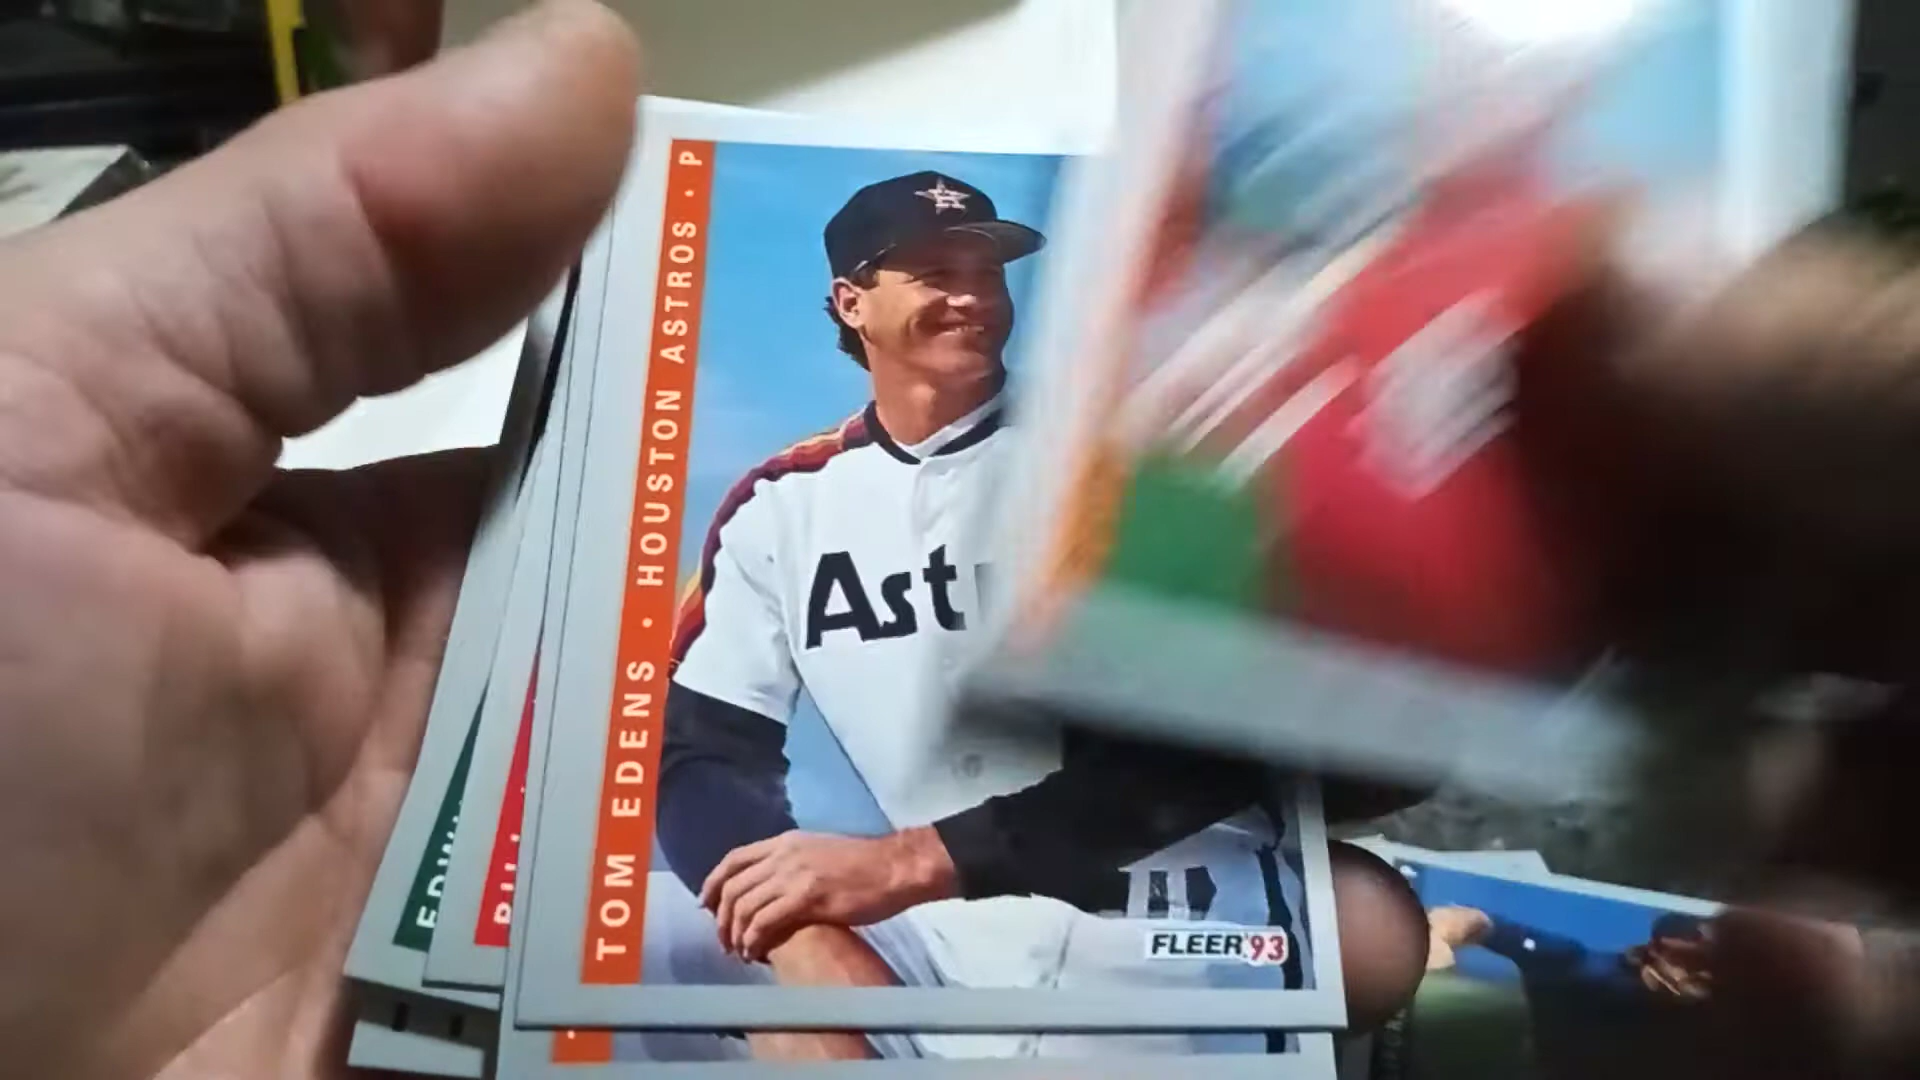 TOM EDENS · HOUSTON ASTROS · P
Ast
FLEER '93